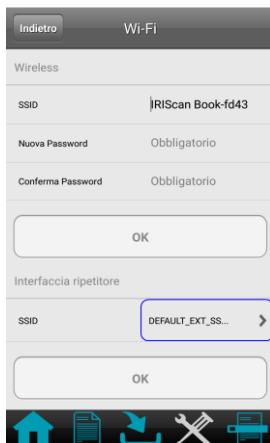 Indietro Wi-Fi
Wireless
SSID IRIScan Book-fd43
Nuova Password Obbligatorio
Conferma Password Obbligatorio
OK
Interfaccia ripetitore
SSID DEFAULT_EXT_SS...
OK